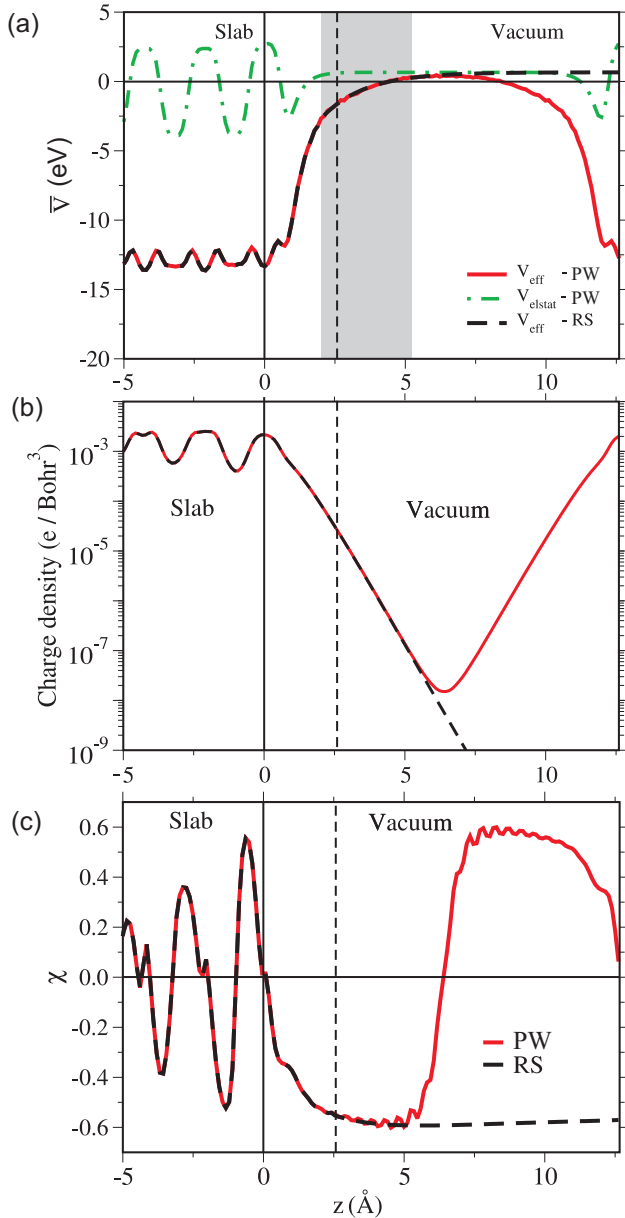 (a)
Slab Vacuum
5
0
-5
-10
-15
-20
V̅ (eV)
V_eff - PW
V_elstat - PW
V_eff - RS
-5 0 5 10
(b)
10^-3
10^-5
10^-7
10^-9
Charge density (e / Bohr^3)
Slab Vacuum
-5 0 5 10
(c)
Slab Vacuum
0.6
0.4
0.2
0.0
-0.2
-0.4
-0.6
χ
PW
RS
-5 0 5 10
z (Å)